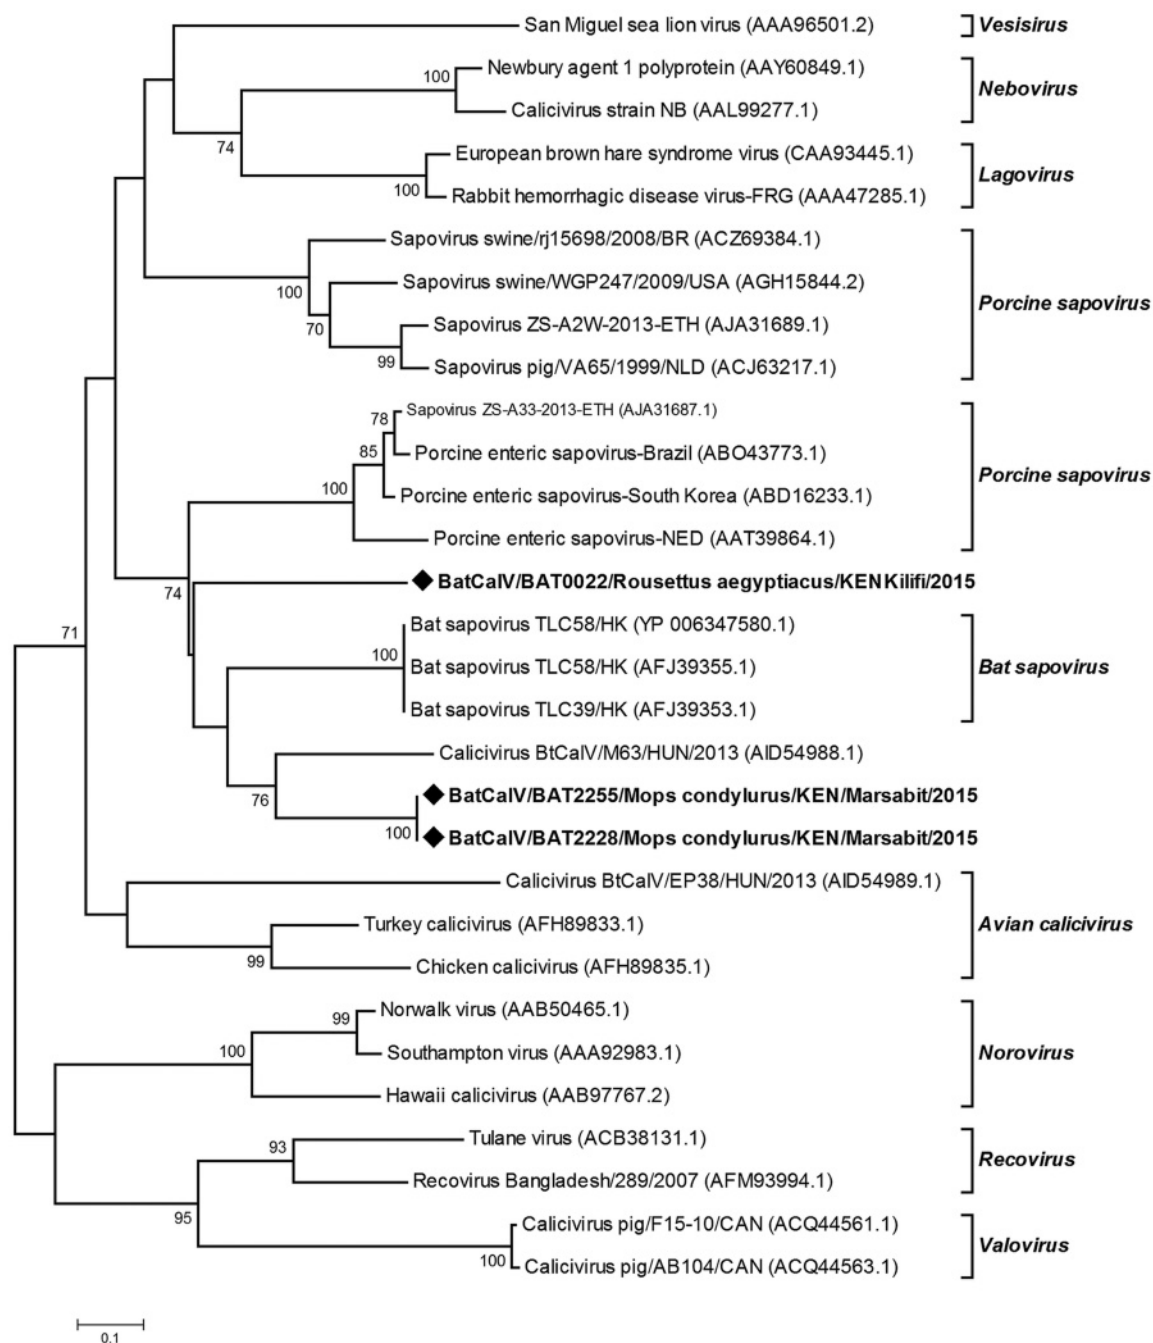 San Miguel sea lion virus (AAA96501.2)
Vesisirus
100
Newbury agent 1 polyprotein (AAY60849.1)
Nebovirus
Calicivirus strain NB (AAL99277.1)
74
European brown hare syndrome virus (CAA93445.1)
Lagovirus
100
Rabbit hemorrhagic disease virus-FRG (AAA47285.1)
Sapovirus swine/rj15698/2008/BR (ACZ69384.1)
100
Sapovirus swine/WGP247/2009/USA (AGH15844.2)
Porcine sapovirus
70
Sapovirus ZS-A2W-2013-ETH (AJA31689.1)
99
Sapovirus pig/VA65/1999/NLD (ACJ63217.1)
78
Sapovirus ZS-A33-2013-ETH (AJA31687.1)
85
Porcine enteric sapovirus-Brazil (ABO43773.1)
Porcine sapovirus
100
Porcine enteric sapovirus-South Korea (ABD16233.1)
Porcine enteric sapovirus-NED (AAT39864.1)
74
BatCalV/BAT0022/Rousettus aegyptiacus/KENKilifi/2015
71
Bat sapovirus TLC58/HK (YP 006347580.1)
100
Bat sapovirus TLC58/HK (AFJ39355.1)
Bat sapovirus
Bat sapovirus TLC39/HK (AFJ39353.1)
Calicivirus BtCalV/M63/HUN/2013 (AID54988.1)
76
BatCalV/BAT2255/Mops condylurus/KEN/Marsabit/2015
100
BatCalV/BAT2228/Mops condylurus/KEN/Marsabit/2015
Calicivirus BtCalV/EP38/HUN/2013 (AID54989.1)
Turkey calicivirus (AFH89833.1)
Avian calicivirus
99
Chicken calicivirus (AFH89835.1)
99
Norwalk virus (AAB50465.1)
100
Southampton virus (AAA92983.1)
Norovirus
Hawaii calicivirus (AAB97767.2)
93
Tulane virus (ACB38131.1)
Recovirus
Recovirus Bangladesh/289/2007 (AFM93994.1)
95
Calicivirus pig/F15-10/CAN (ACQ44561.1)
Valovirus
100
Calicivirus pig/AB104/CAN (ACQ44563.1)
0.1